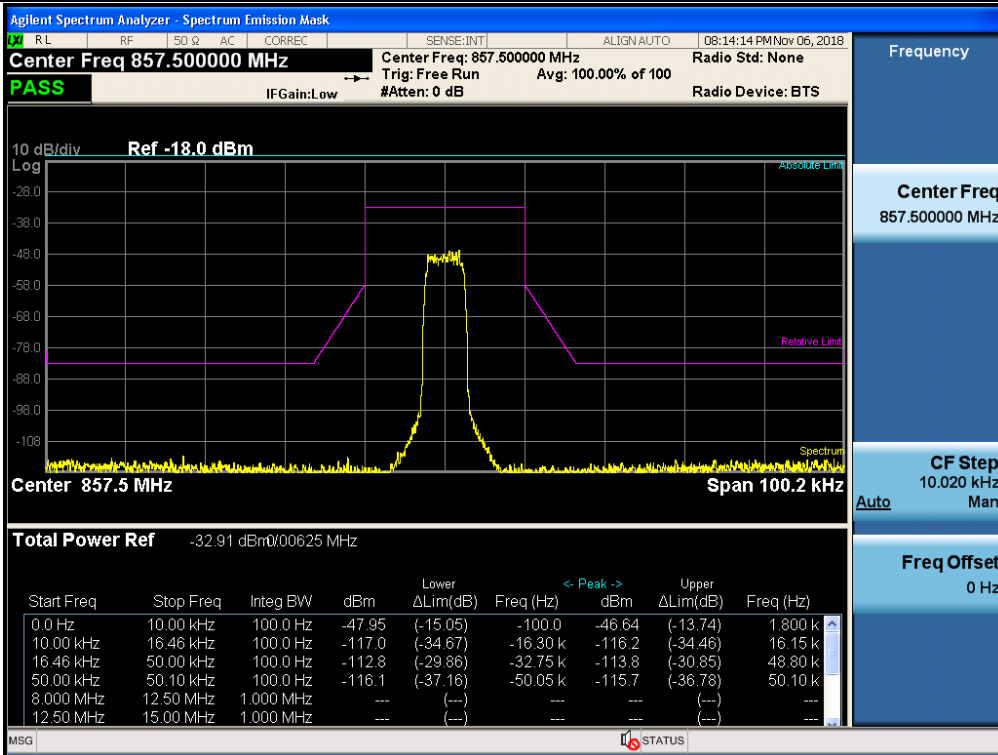 Agilent Spectrum Analyzer - Spectrum Emission Mask
LXI RL RF 50 Ω AC CORREC SENSE:INT ALIGN AUTO 08:14:14 PM Nov 06, 2018
Center Freq 857.500000 MHz
Center Freq: 857.500000 MHz Radio Std: None
Trig: Free Run Avg: 100.00% of 100
PASS
IFGain:Low #Atten: 0 dB Radio Device: BTS
Frequency
10 dB/div Ref -18.0 dBm
Log
Absolute Limit
-28.0
-38.0
-48.0
-58.0
-68.0
-78.0
Relative Limit
-88.0
-98.0
-108
Spectrum
Center 857.5 MHz Span 100.2 kHz
Center Freq
857.500000 MHz
CF Step
10.020 kHz
Auto Man
Freq Offset
0 Hz
Total Power Ref -32.91 dBm/0.00625 MHz
Lower <- Peak -> Upper
Start Freq Stop Freq Integ BW dBm ΔLim(dB) Freq (Hz) dBm ΔLim(dB) Freq (Hz)
0.0 Hz 10.00 kHz 100.0 Hz -47.95 (-15.05) -100.0 -46.64 (-13.74) 1.800 k
10.00 kHz 16.46 kHz 100.0 Hz -117.0 (-34.67) -16.30 k -116.2 (-34.46) 16.15 k
16.46 kHz 50.00 kHz 100.0 Hz -112.8 (-29.86) -32.75 k -113.8 (-30.85) 48.80 k
50.00 kHz 50.10 kHz 100.0 Hz -116.1 (-37.16) -50.05 k -115.7 (-36.78) 50.10 k
8.000 MHz 12.50 MHz 1.000 MHz --- (---) --- --- (---) ---
12.50 MHz 15.00 MHz 1.000 MHz --- (---) --- --- (---) ---
MSG STATUS